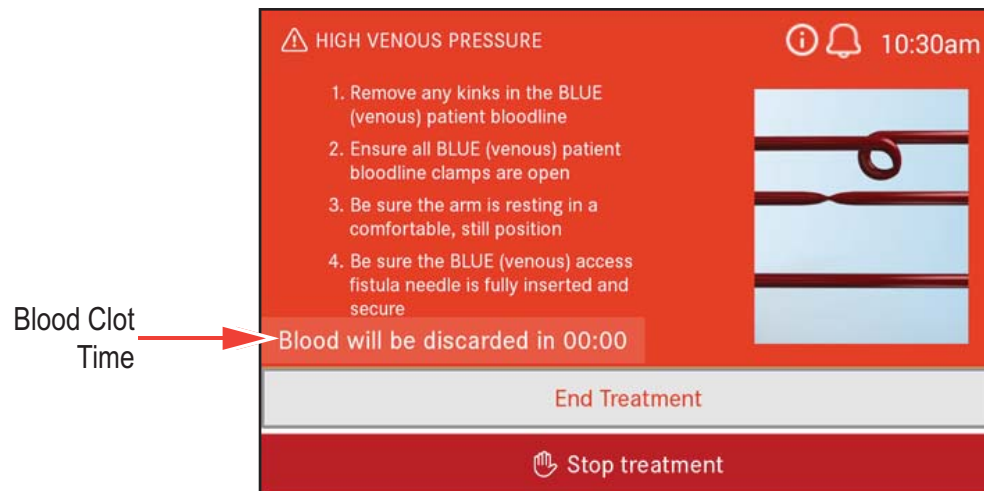 HIGH VENOUS PRESSURE
10:30am
1. Remove any kinks in the BLUE
(venous) patient bloodline
2. Ensure all BLUE (venous) patient
bloodline clamps are open
3. Be sure the arm is resting in a
comfortable, still position
4. Be sure the BLUE (venous) access
fistula needle is fully inserted and
secure
Blood Clot
Time
Blood will be discarded in 00:00
End Treatment
Stop treatment